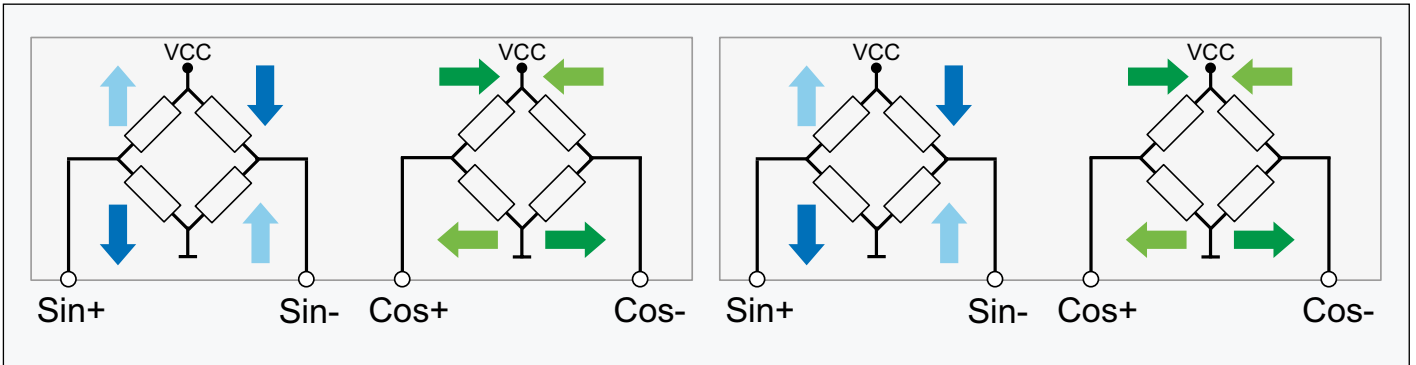 VCC VCC VCC VCC
Sin+ Sin- Cos+ Cos- Sin+ Sin- Cos+ Cos-